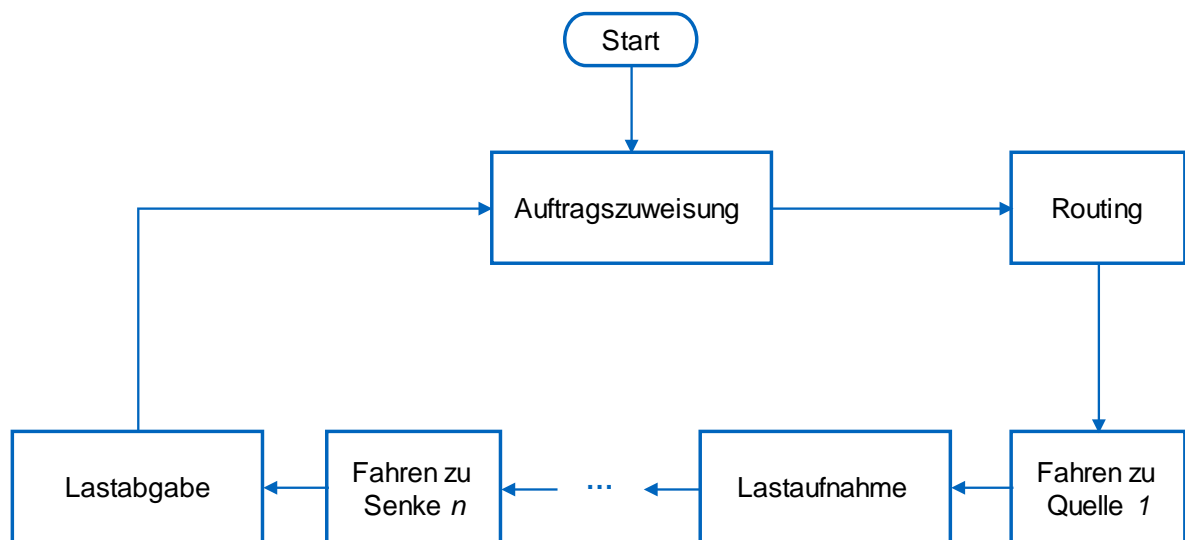 Start
Auftragszuweisung
Routing
Lastabgabe
Fahren zu
Senke n
...
Lastaufnahme
Fahren zu
Quelle 1